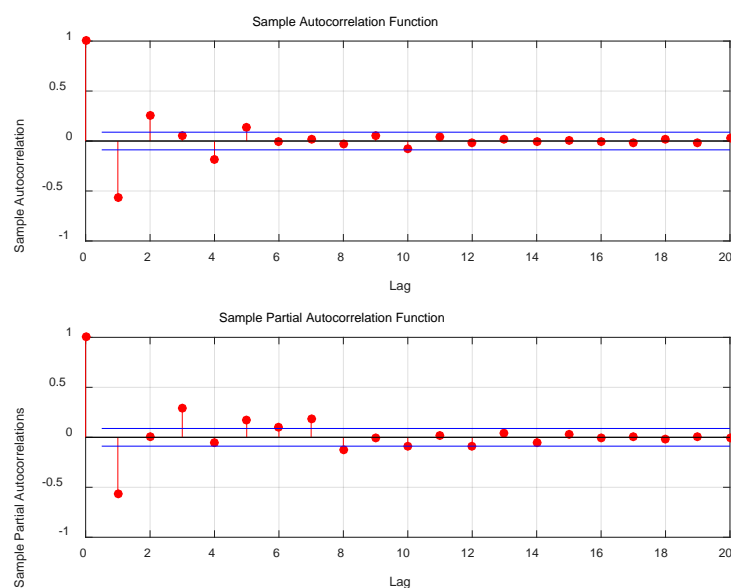 Sample Autocorrelation Function
1
0.5
0
-0.5
-1
Sample Autocorrelation
0 2 4 6 8 10 12 14 16 18 20
Lag
Sample Partial Autocorrelation Function
1
0.5
0
-0.5
-1
Sample Partial Autocorrelations
0 2 4 6 8 10 12 14 16 18 20
Lag